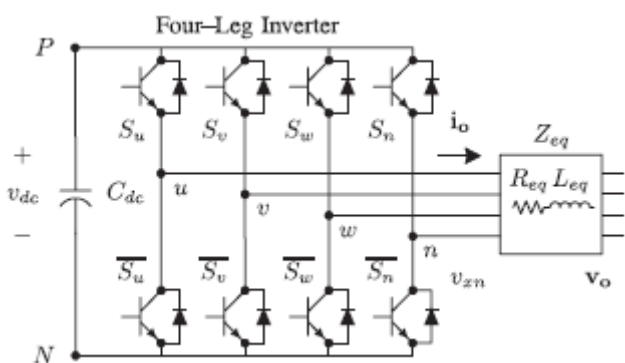 Four-Leg Inverter
P
S_u S_v S_w S_n
i_o
Z_eq
R_eq L_eq
+
v_dc C_dc
−
u
v
w
n
S̅_u S̅_v S̅_w S̅_n
v_xn
v_o
N